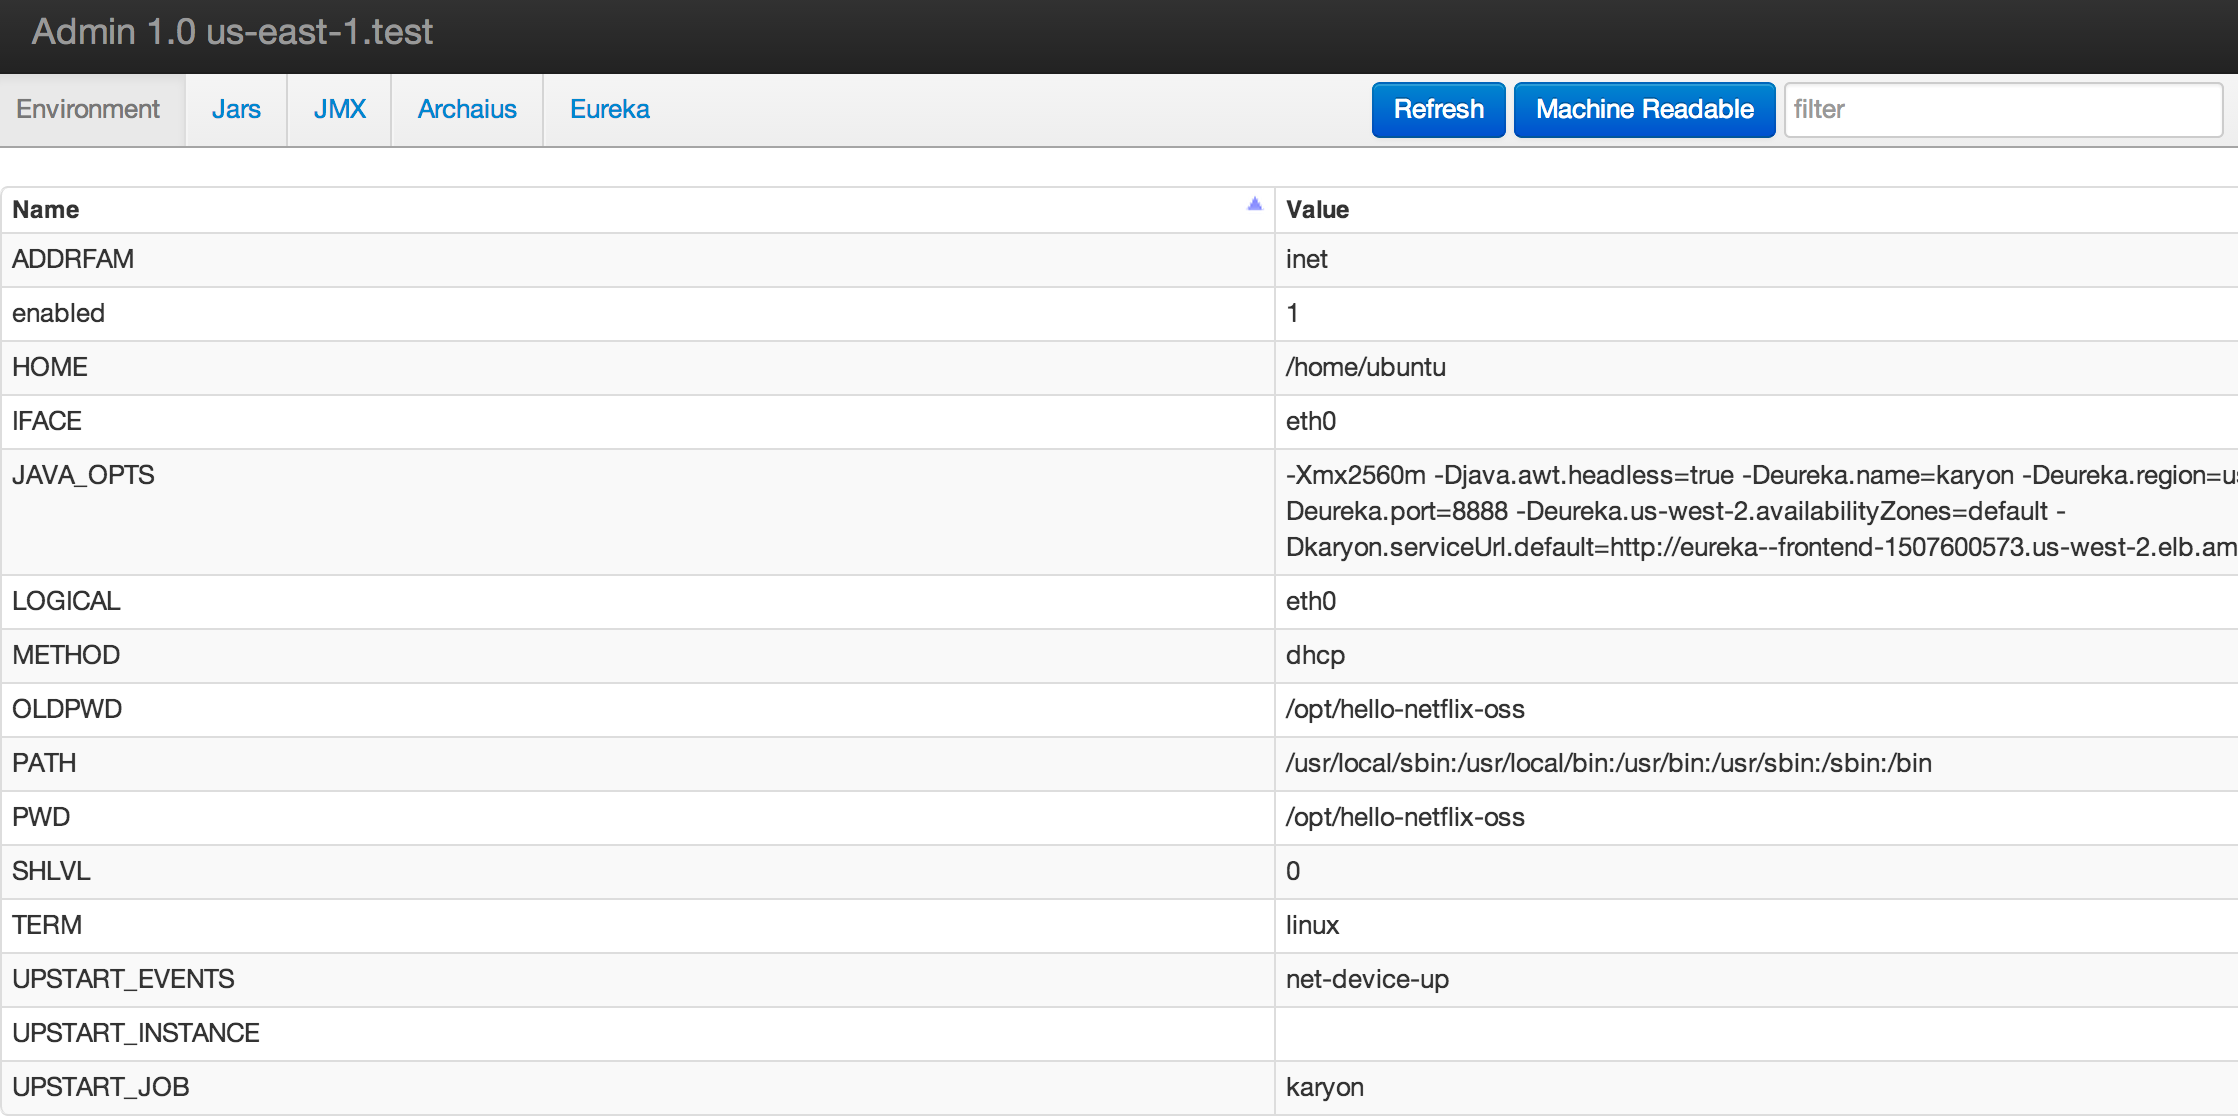 Admin 1.0 us-east-1.test
Environment Jars JMX Archaius Eureka Refresh Machine Readable filter
Name Value
ADDRFAM inet
enabled 1
HOME /home/ubuntu
IFACE eth0
JAVA_OPTS -Xmx2560m -Djava.awt.headless=true -Deureka.name=karyon -Deureka.region=us
Deureka.port=8888 -Deureka.us-west-2.availabilityZones=default -
Dkaryon.serviceUrl.default=http://eureka--frontend-1507600573.us-west-2.elb.am
LOGICAL eth0
METHOD dhcp
OLDPWD /opt/hello-netflix-oss
PATH /usr/local/sbin:/usr/local/bin:/usr/bin:/usr/sbin:/sbin:/bin
PWD /opt/hello-netflix-oss
SHLVL 0
TERM linux
UPSTART_EVENTS net-device-up
UPSTART_INSTANCE
UPSTART_JOB karyon